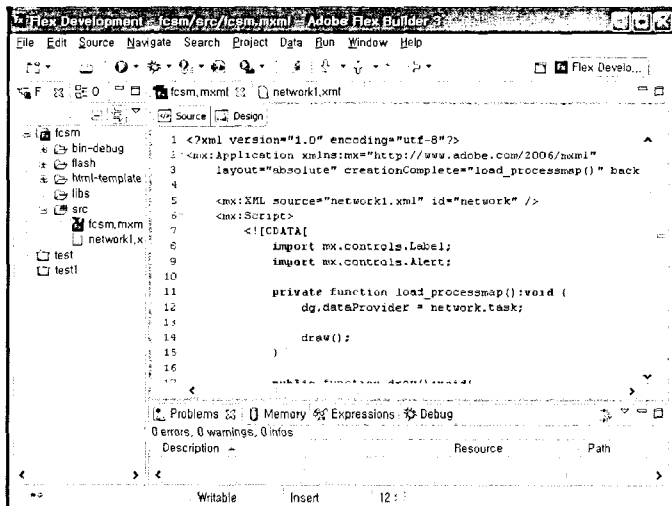 Flex Development - fcsm/src/fcsm.mxml - Adobe Flex Builder 3
File Edit Source Navigate Search Project Data Run Window Help
Flex Develo...
F O fcsm.mxml network1.xml
Source Design
fcsm
bin-debug
flash
html-template
libs
src
fcsm.mxm
network1.x
test
test1
1 <?xml version="1.0" encoding="utf-8"?>
2 <mx:Application xmlns:mx="http://www.adobe.com/2006/mxml"
3 layout="absolute" creationComplete="load_processmap()" back
4
5 <mx:XML source="network1.xml" id="network" />
6 <mx:Script>
7 <![CDATA[
8 import mx.controls.Label;
9 import mx.controls.Alert;
10
11 private function load_processmap():void {
12 dg.dataProvider = network.task;
13
14 draw();
15 }
16
17 public function draw():void{
Problems Memory Expressions Debug
0 errors, 0 warnings, 0 infos
Description Resource Path
Writable Insert 12 :